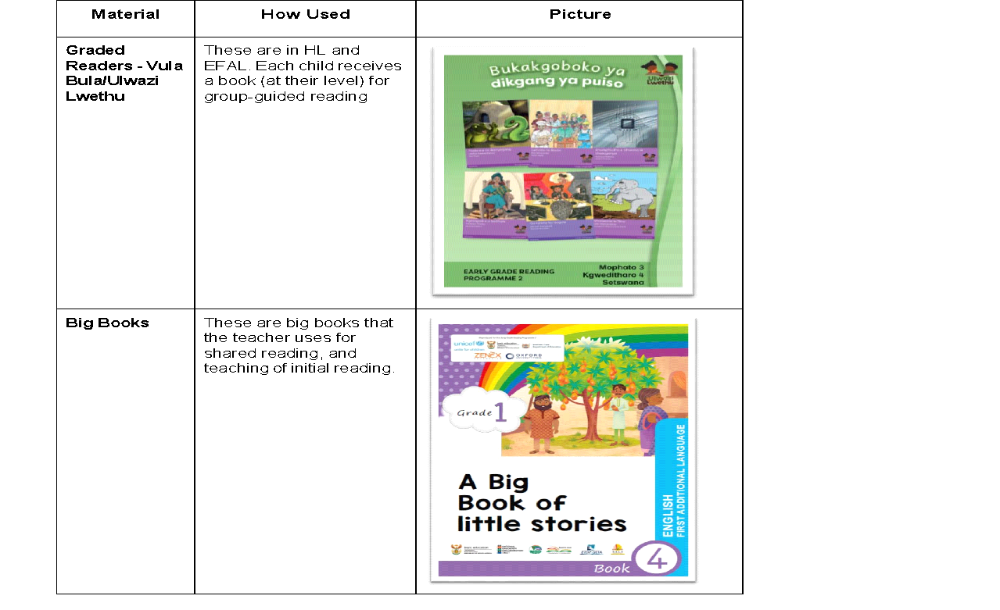 Material
How Used
Picture
Graded
Readers - Vula
Bula/Ulwazi
Lwethu
These are in HL and
EFAL. Each child receives
a book (at their level) for
group-guided reading
Bukakgoboko ya
dikgang ya puiso
Ulwazi
Lwethu
EARLY GRADE READING
PROGRAMME 2
Mophato 3
Kgweditharo 4
Setswana
Big Books
These are big books that
the teacher uses for
shared reading, and
teaching of initial reading.
unicef
ZENEX
OXFORD
Grade 1
ENGLISH
FIRST ADDITIONAL LANGUAGE
A Big
Book of
little stories
ETDP-SETA
Book 4